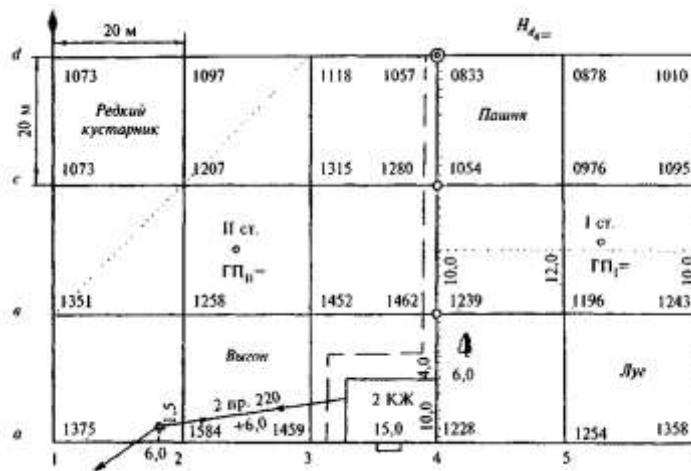 20 м
H d₄=
d
1073 1097 1118 1057 0833 0878 1010
20 м
Редкий
кустарник
Пашня
1073 1207 1315 1280 1054 0976 1095
c
II ст.
I ст.
ГПII=
10,0
12,0
ГПI=
10,0
1351 1258 1452 1462 1239 1196 1243
в
Выгон
4,0
6,0
Луг
2 пр. 220
+6,0
1,5
2 КЖ
10,0
1375 1584 1459 15,0 1228 1254 1358
a
6,0
1 2 3 4 5